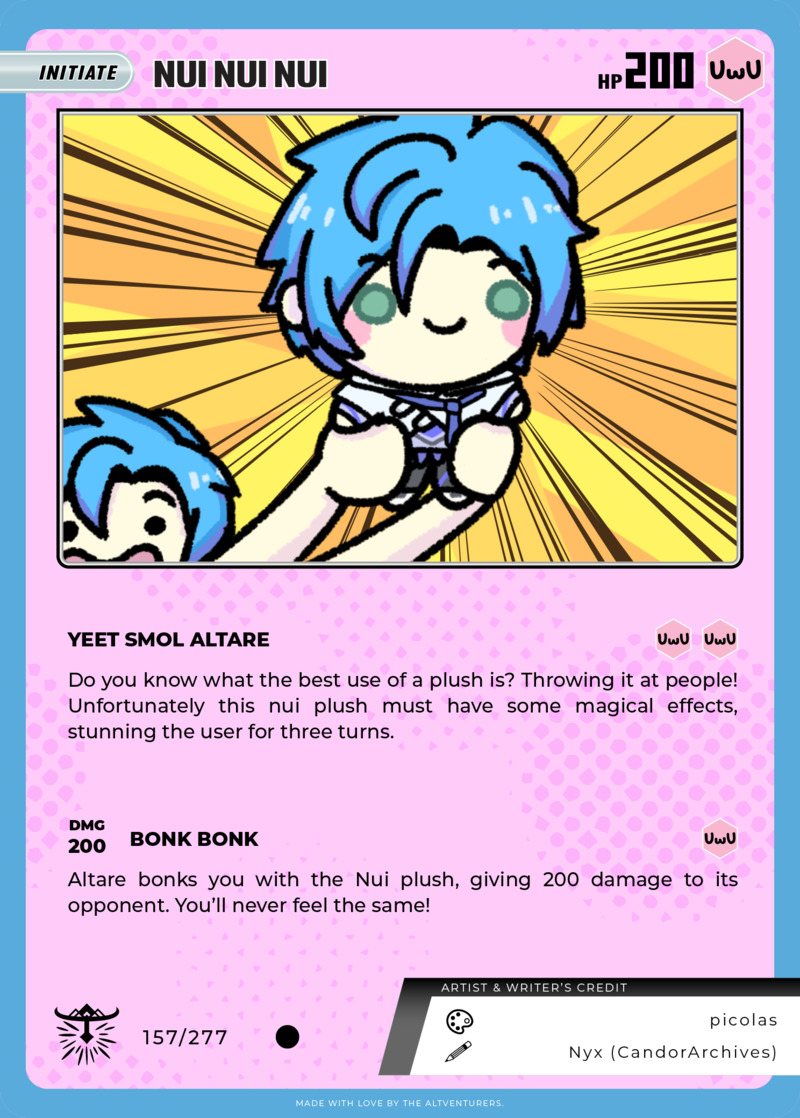 INITIATE
NUI NUI NUI
HP 200
UwU
YEET SMOL ALTARE
UwU UwU
Do you know what the best use of a plush is? Throwing it at people!
Unfortunately this nui plush must have some magical effects,
stunning the user for three turns.
DMG
200
BONK BONK
UwU
Altare bonks you with the Nui plush, giving 200 damage to its
opponent. You’ll never feel the same!
ARTIST & WRITER’S CREDIT
picolas
157/277
Nyx (CandorArchives)
MADE WITH LOVE BY THE ALTVENTURERS.